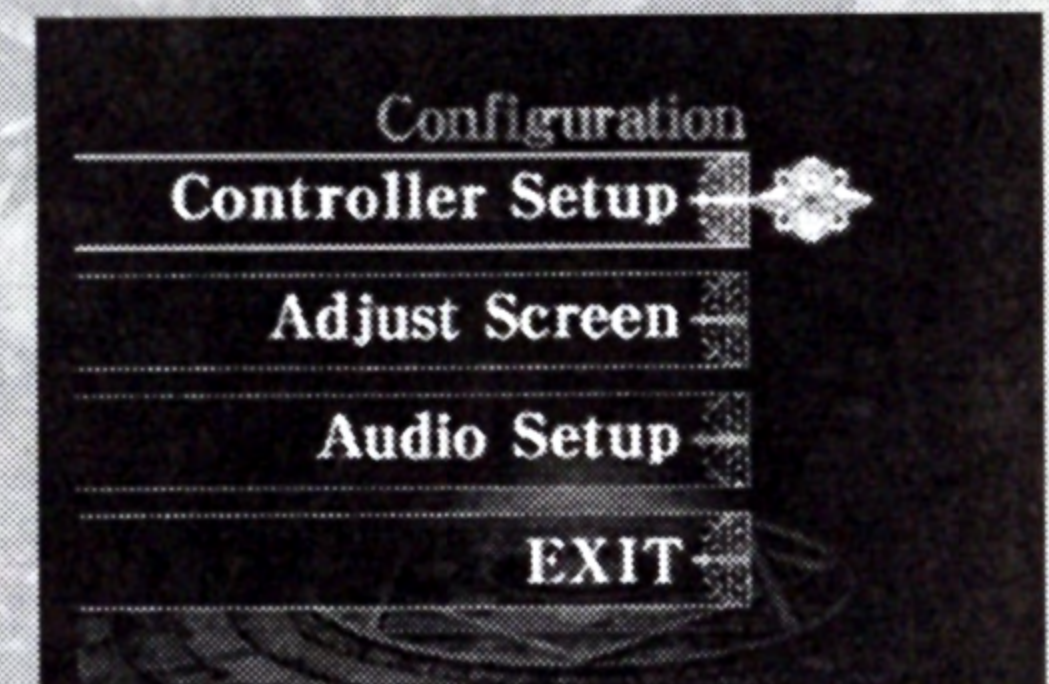 Configuration
Controller Setup
Adjust Screen
Audio Setup
EXIT